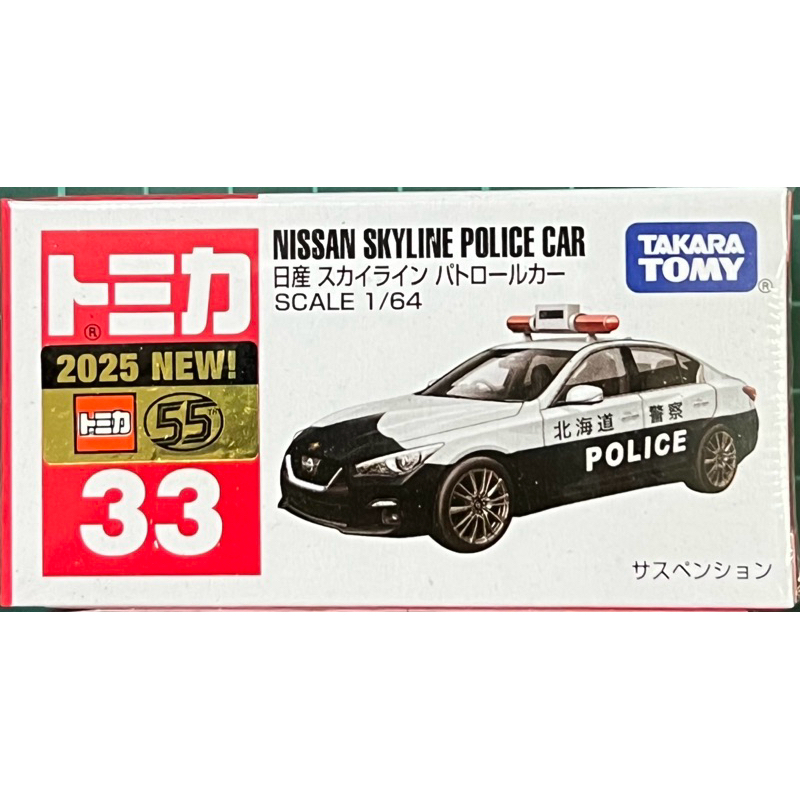 トミカ
®
2025 NEW!
トミカ 55TH
33
NISSAN SKYLINE POLICE CAR
日産 スカイライン パトロールカー
SCALE 1/64
TAKARA
TOMY®
北海道 警察
POLICE
サスペンション